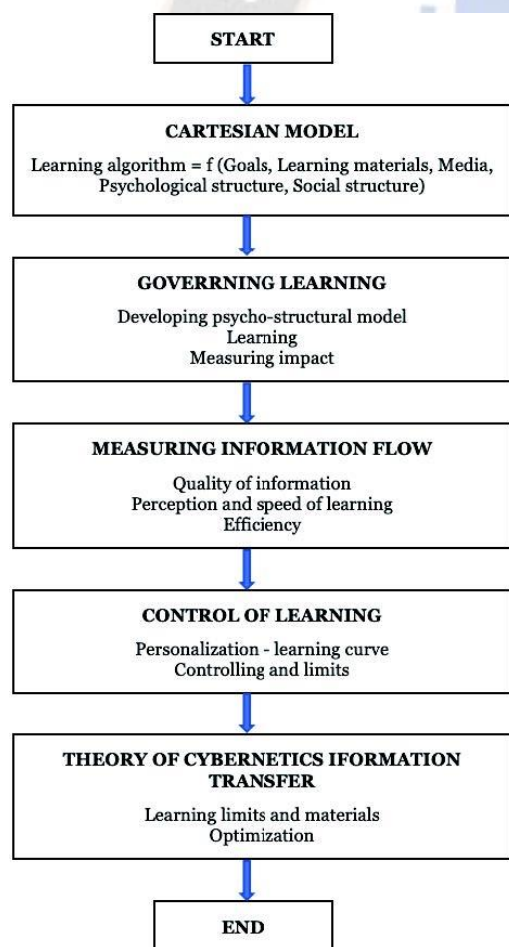 START
CARTESIAN MODEL
Learning algorithm = f (Goals, Learning materials, Media,
Psychological structure, Social structure)
GOVERRNING LEARNING
Developing psycho-structural model
Learning
Measuring impact
MEASURING INFORMATION FLOW
Quality of information
Perception and speed of learning
Efficiency
CONTROL OF LEARNING
Personalization - learning curve
Controlling and limits
THEORY OF CYBERNETICS IFORMATION
TRANSFER
Learning limits and materials
Optimization
END